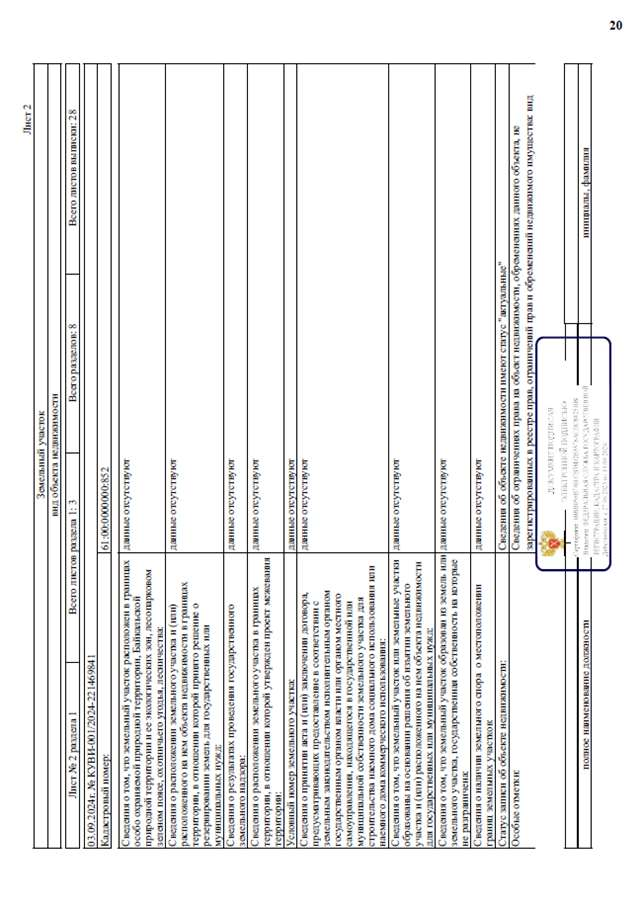 20
Лист 2
Земельный участок
вид объекта недвижимости
Лист № 2 раздела 1 Всего листов раздела 1: 3 Всего разделов: 8 Всего листов выписки: 28
03.09.2024г. № КУВИ-001/2024-221469841
Кадастровый номер: 61:00:0000000:852
Сведения о том, что земельный участок расположен в границах данные отсутствуют
особо охраняемой природной территории, Байкальской
природной территории и ее экологических зон, лесопарковом
зеленом поясе, охотничьего угодья, лесничества:
Сведения о расположении земельного участка и (или) данные отсутствуют
расположенного на нем объекта недвижимости в границах
территории, в отношении которой принято решение о
резервировании земель для государственных или
муниципальных нужд:
Сведения о результатах проведения государственного данные отсутствуют
земельного надзора:
Сведения о расположении земельного участка в границах данные отсутствуют
территории, в отношении которой утвержден проект межевания
территории:
Условный номер земельного участка: данные отсутствуют
Сведения о принятии акта и (или) заключении договора, данные отсутствуют
предусматривающих предоставление в соответствии с
земельным законодательством исполнительным органом
государственным органом власти или органом местного
самоуправления, находящегося в государственной или
муниципальной собственности земельного участка для
строительства наемного дома социального использования или
наемного дома коммерческого использования:
Сведения о том, что земельный участок или земельные участки данные отсутствуют
образованы на основании решения об изъятии земельного
участка и (или) расположенного на нем объекта недвижимости
для государственных или муниципальных нужд:
Сведения о том, что земельный участок образован из земель или данные отсутствуют
земельного участка, государственная собственность на которые
не разграничена:
Сведения о наличии земельного спора о местоположении данные отсутствуют
границ земельных участков:
Статус записи об объекте недвижимости: Сведения об объекте недвижимости имеют статус "актуальные"
Особые отметки: Сведения об ограничениях права на объект недвижимости, обременениях данного объекта, не
зарегистрированных в реестре прав, ограничений прав и обременений недвижимого имущества: вид
ДОКУМЕНТ ПОДПИСАН
ЭЛЕКТРОННОЙ ПОДПИСЬЮ
полное наименование должности инициалы, фамилия